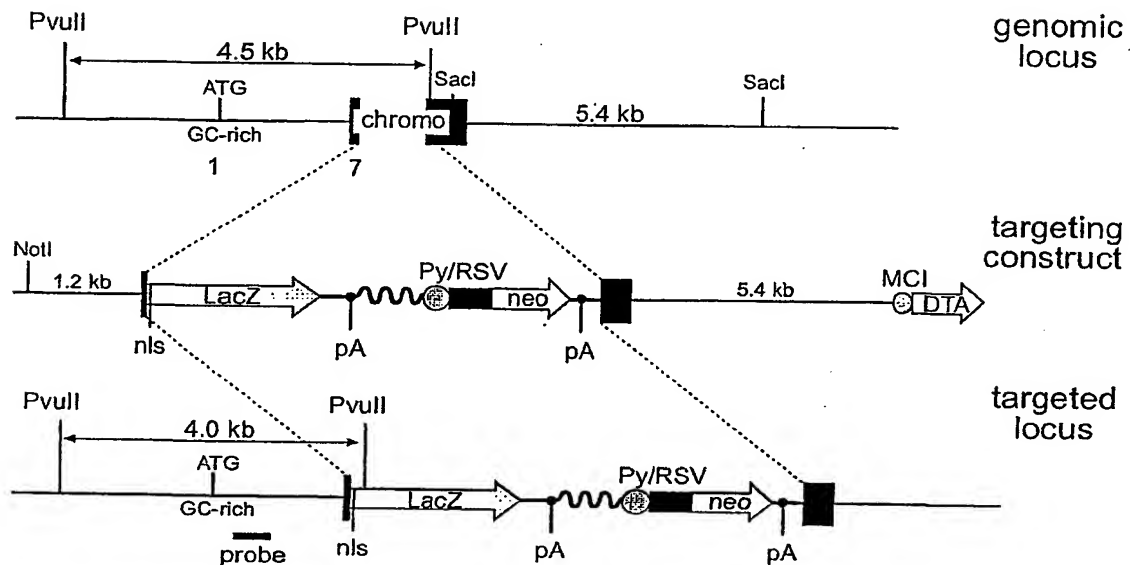 PvuII PvuII genomic locus
4.5 kb
ATG SacI SacI
chromo 5.4 kb
GC-rich
1 7
targeting construct
NotI
1.2 kb LacZ Py/RSV neo 5.4 kb MCI DTA
nls pA pA
targeted locus
PvuII PvuII
4.0 kb
ATG Py/RSV
GC-rich LacZ neo
probe nls pA pA